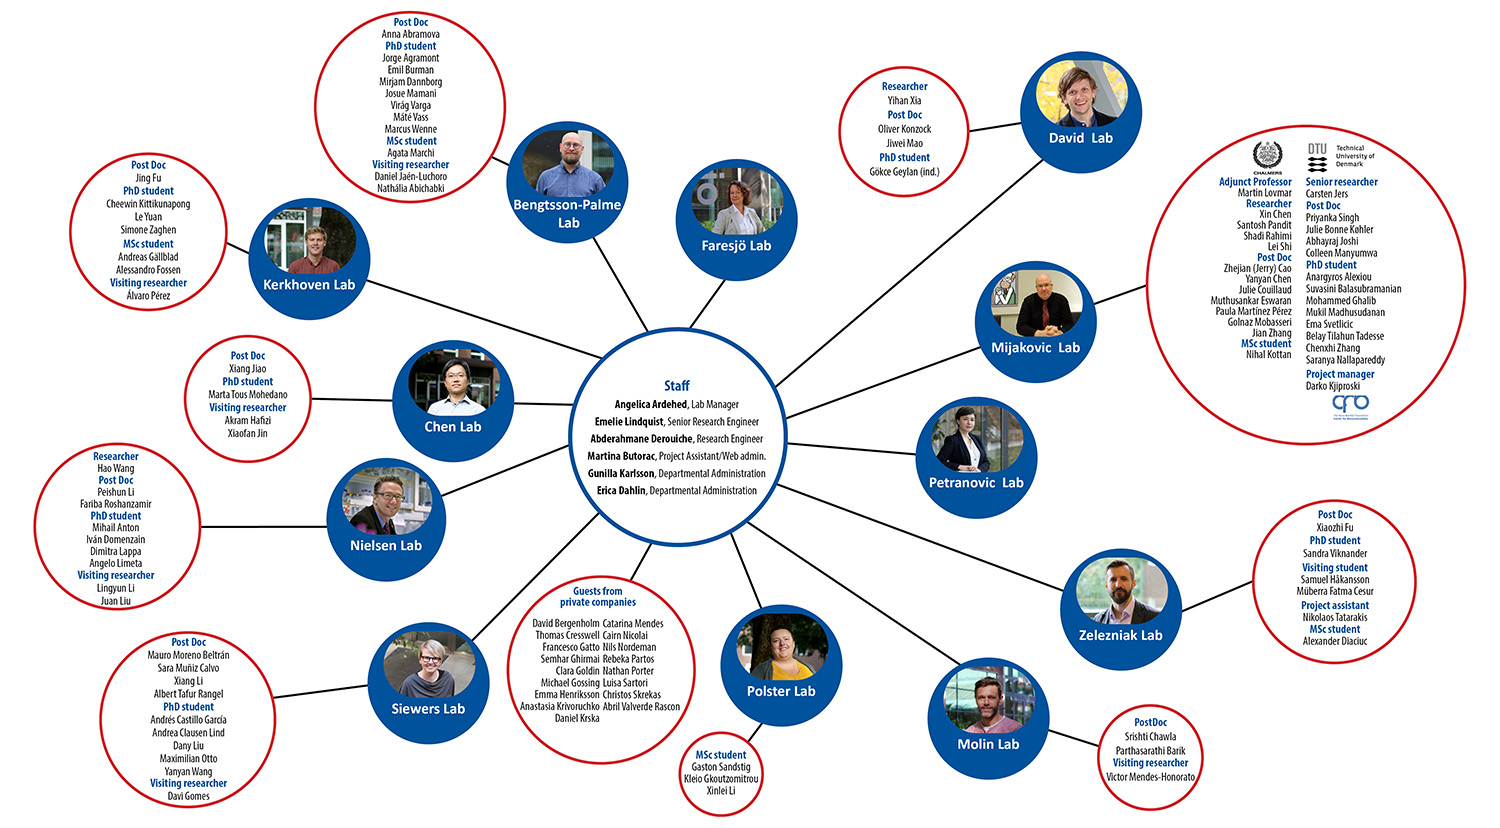 Post Doc
Anna Abramova
PhD student
Jorge Agramont
Emil Burman
Mirjam Dannborg
Josue Mamani
Virág Varga
Máté Vass
Marcus Wenne
MSc student
Agata Marchi
Visiting researcher
Daniel Jaén-Luchoro
Nathália Abichabki
Bengtsson-Palme
Lab
Faresjö Lab
Researcher
Yihan Xia
Post Doc
Oliver Konzock
Jiwei Mao
PhD student
Gökce Geylan (ind.)
David Lab
Post Doc
Jing Fu
PhD student
Cheewin Kittikunapong
Le Yuan
Simone Zaghen
MSc student
Andreas Gällblad
Alessandro Fossen
Visiting researcher
Álvaro Pérez
Kerkhoven Lab
Mijakovic Lab
CHALMERS
Adjunct Professor
Martin Lovmar
Researcher
Xin Chen
Santosh Pandit
Shadi Rahimi
Lei Shi
Post Doc
Zhejian (Jerry) Cao
Yanyan Chen
Julie Couillaud
Muthusankar Eswaran
Paula Martínez Pérez
Golnaz Mobasseri
Jian Zhang
MSc student
Nihal Kottan
DTU
Technical
University of
Denmark
Senior researcher
Carsten Jers
Post Doc
Priyanka Singh
Julie Bonne Køhler
Abhayraj Joshi
Colleen Manyumwa
PhD student
Anargyros Alexiou
Suvasini Balasubramanian
Mohammed Ghalib
Mukil Madhusudanan
Ema Svetlicic
Belay Tilahun Tadesse
Chenxhi Zhang
Saranya Nallapareddy
Project manager
Darko Kjiproski
Post Doc
Xiang Jiao
PhD student
Marta Tous Mohedano
Visiting researcher
Akram Hafizi
Xiaofan Jin
Chen Lab
Staff
Angelica Ardehed, Lab Manager
Emelie Lindquist, Senior Research Engineer
Abderahmane Derouiche, Research Engineer
Martina Butorac, Project Assistant/Web admin.
Gunilla Karlsson, Departmental Administration
Erica Dahlin, Departmental Administration
Petranovic Lab
Researcher
Hao Wang
Post Doc
Peishun Li
Fariba Roshanzamir
PhD student
Mihail Anton
Iván Domenzain
Dimitra Lappa
Angelo Limeta
Visiting researcher
Lingyun Li
Juan Liu
Nielsen Lab
Zelezniak Lab
Post Doc
Xiaozhi Fu
PhD student
Sandra Viknander
Visiting student
Samuel Håkansson
Müberra Fatma Cesur
Project assistant
Nikolaos Tatarakis
MSc student
Alexander Diaciuc
Post Doc
Mauro Moreno Beltrán
Sara Muñiz Calvo
Xiang Li
Albert Tafur Rangel
PhD student
Andrés Castillo García
Andrea Clausen Lind
Dany Liu
Maximilian Otto
Yanyan Wang
Visiting researcher
Davi Gomes
Siewers Lab
Guests from
private companies
David Bergenholm
Thomas Cresswell
Francesco Gatto
Semhar Ghirmai
Clara Goldin
Michael Gossing
Emma Henriksson
Anastasia Krivoruchko
Daniel Krska
Catarina Mendes
Cairn Nicolai
Nils Nordeman
Rebeka Partos
Nathan Porter
Luisa Sartori
Christos Skrekas
Abril Valverde Rascon
Polster Lab
MSc student
Gaston Sandstig
Kleio Gkoutzomitrou
Xinlei Li
Molin Lab
PostDoc
Srishti Chawla
Parthasarathi Barik
Visiting researcher
Victor Mendes-Honorato